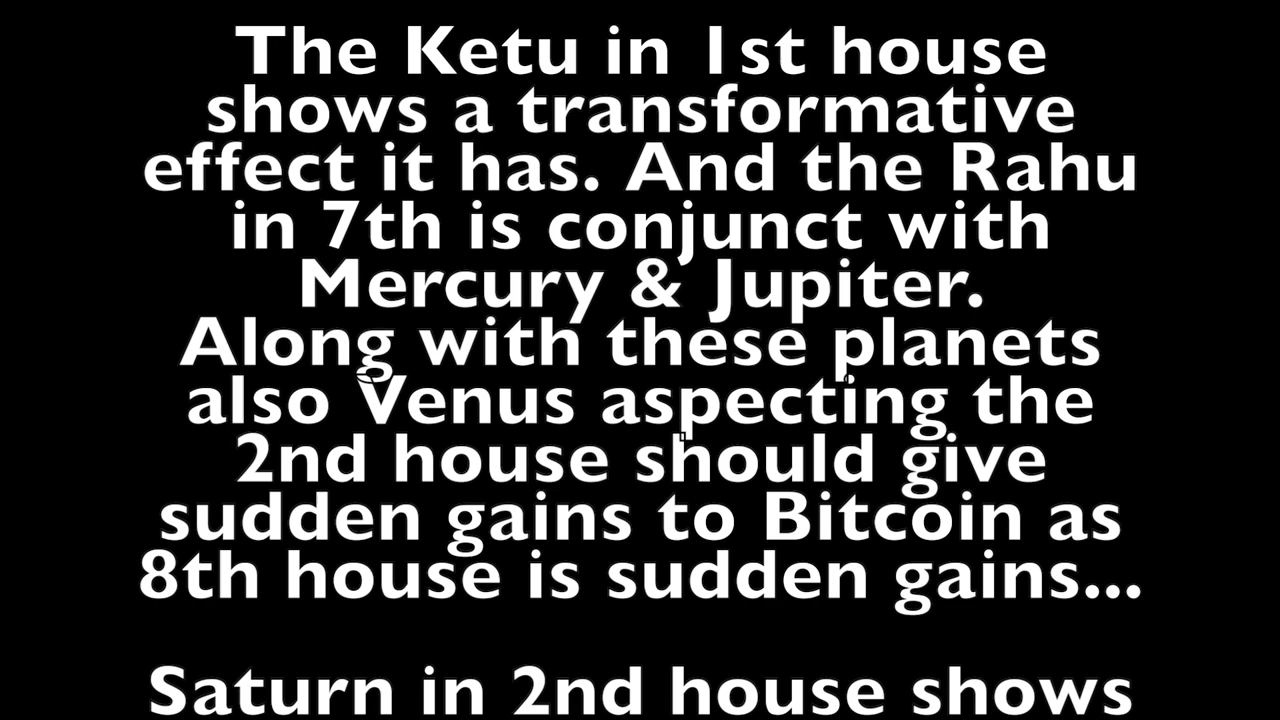 The Ketu in 1st house
shows a transformative
effect it has. And the Rahu
in 7th is conjunct with
Mercury & Jupiter.
Along with these planets
also Venus aspecting the
2nd house should give
sudden gains to Bitcoin as
8th house is sudden gains...
Saturn in 2nd house shows